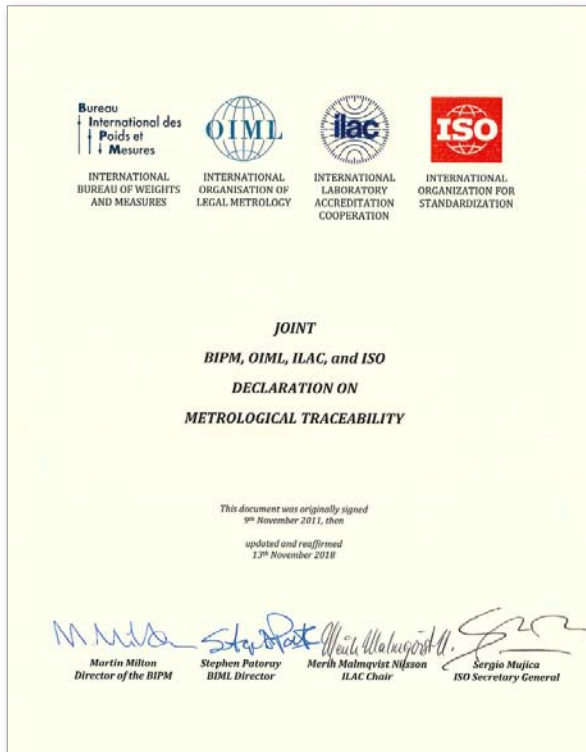 Bureau
International des
Poids et
Mesures
OIML
ilac
ISO
INTERNATIONAL
BUREAU OF WEIGHTS
AND MEASURES
INTERNATIONAL
ORGANISATION OF
LEGAL METROLOGY
INTERNATIONAL
LABORATORY
ACCREDITATION
COOPERATION
INTERNATIONAL
ORGANIZATION FOR
STANDARDIZATION
JOINT
BIPM, OIML, ILAC, and ISO
DECLARATION ON
METROLOGICAL TRACEABILITY
This document was originally signed
9th November 2011, then
updated and reaffirmed
13th November 2018
Martin Milton
Director of the BIPM
Stephen Patoray
BIML Director
Merih Malmqvist Nilsson
ILAC Chair
Sergio Mujica
ISO Secretary General